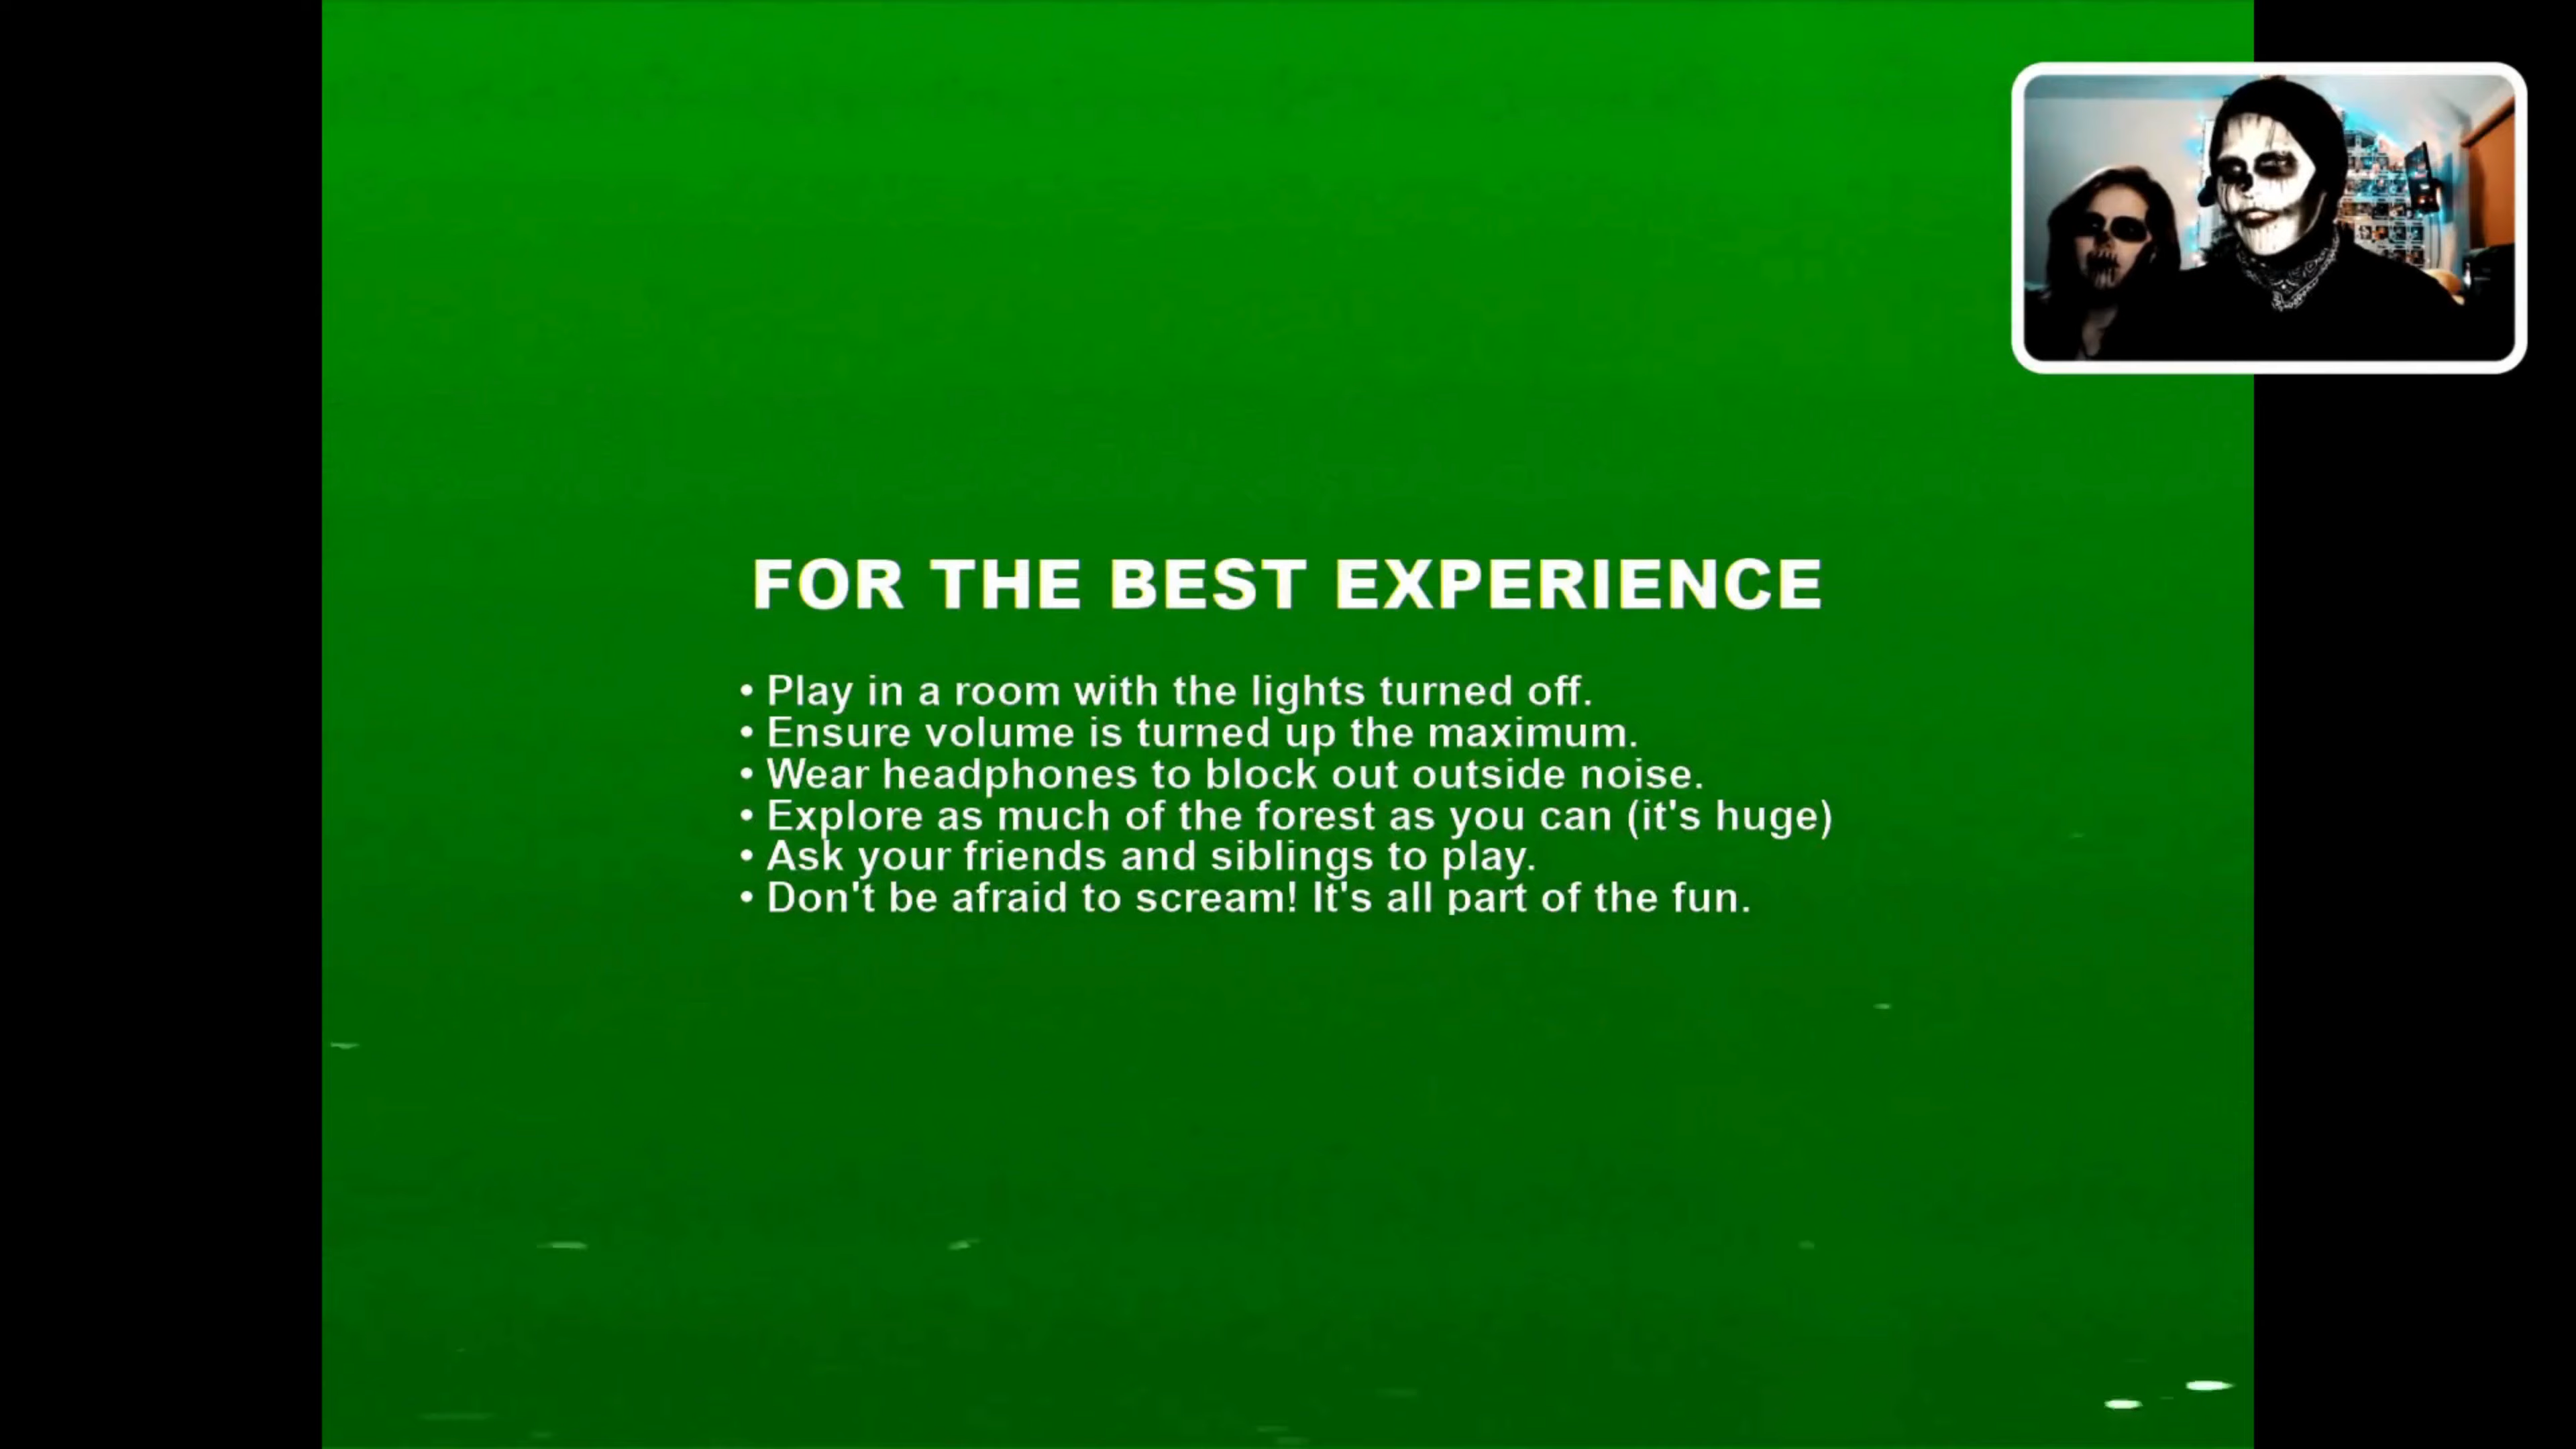 FOR THE BEST EXPERIENCE
• Play in a room with the lights turned off.
• Ensure volume is turned up the maximum.
• Wear headphones to block out outside noise.
• Explore as much of the forest as you can (it's huge)
• Ask your friends and siblings to play.
• Don't be afraid to scream! It's all part of the fun.